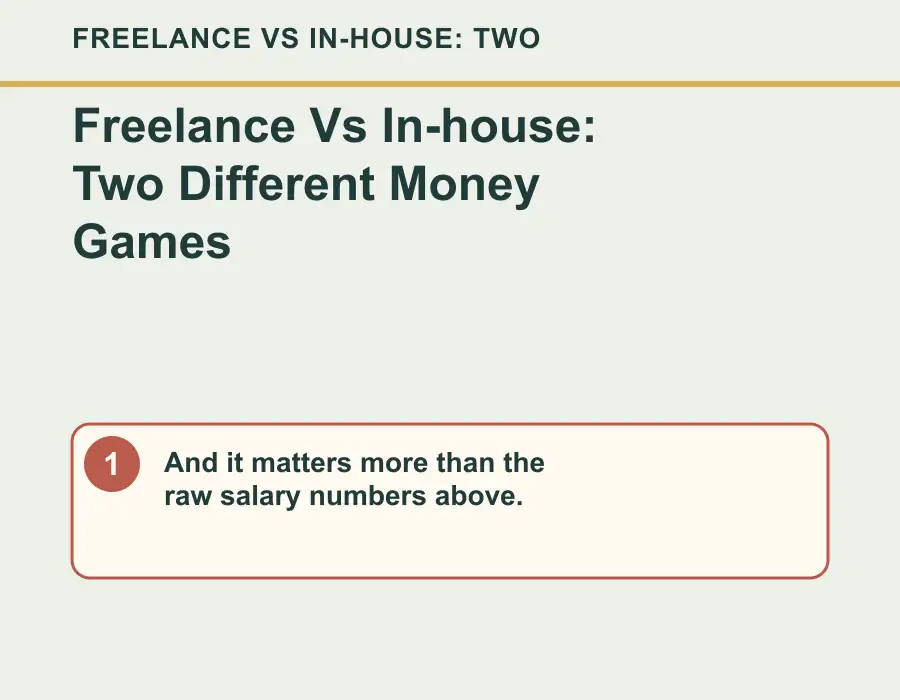 FREELANCE VS IN-HOUSE: TWO
Freelance Vs In-house:
Two Different Money
Games
1
And it matters more than the
raw salary numbers above.